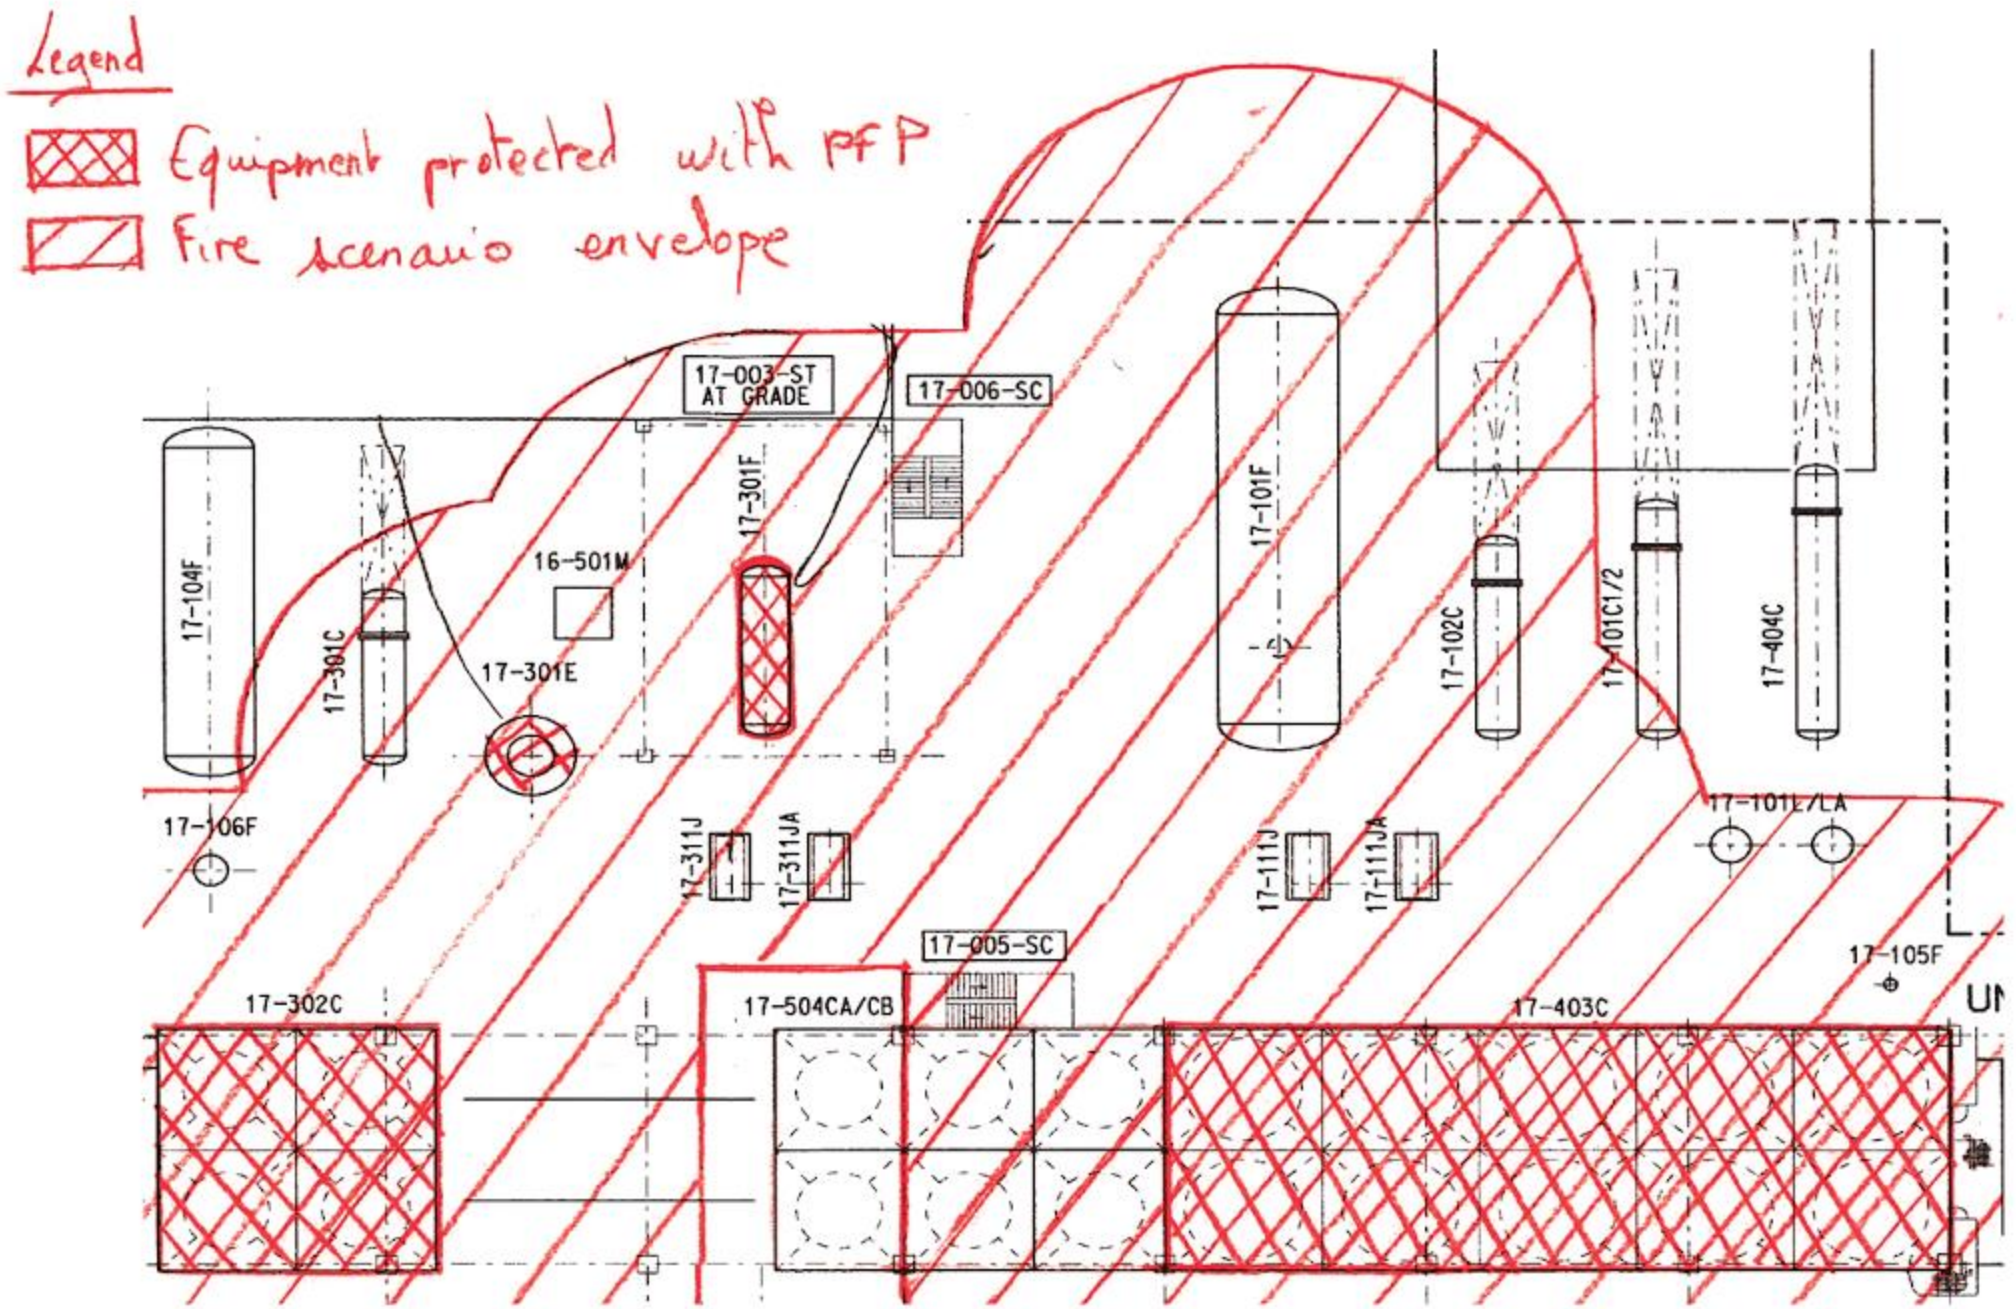 Legend
Equipment protected with PFP
Fire scenario envelope
17-003-ST
AT GRADE
17-006-SC
17-104F
17-301C
16-501M
17-301E
17-301F
17-101F
17-102C
17-101C1/2
17-404C
17-106F
17-311J
17-311JA
17-111J
17-111JA
17-101L/LA
17-005-SC
17-105F
17-302C
17-504CA/CB
17-403C